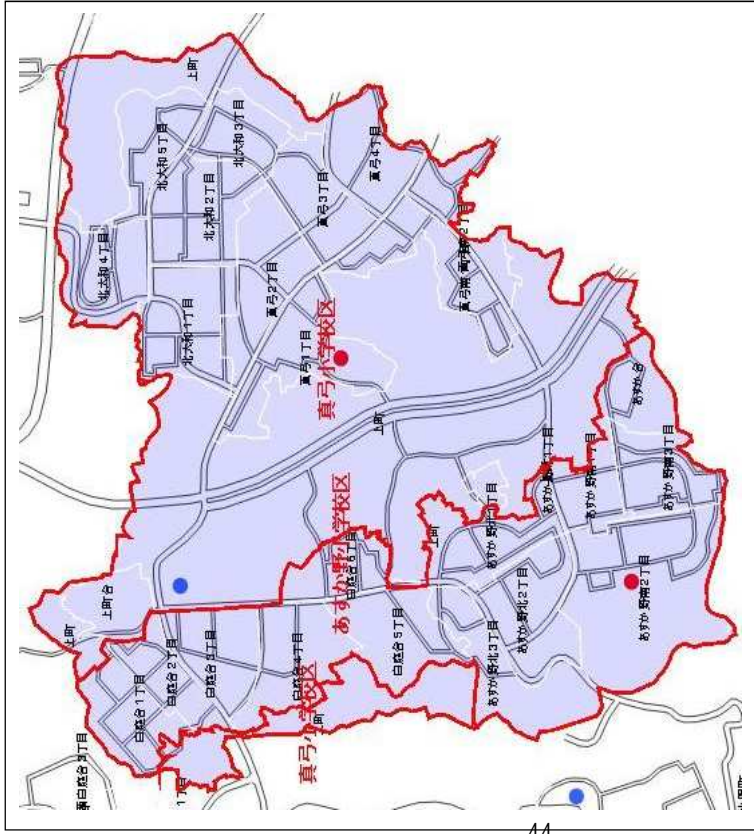 上町
北大和5丁目
北大和3丁目
北大和2丁目
北大和4丁目
北大和1丁目
真弓4丁目
真弓3丁目
真弓2丁目
真弓1丁目
真弓小学校区
上町
あすか台
あすか野南3丁目
あすか野南1丁目
あすか野北1丁目
あすか野南2丁目
あすか野北2丁目
あすか野北3丁目
上町
あすか野小学校区
白庭台6丁目
白庭台5丁目
白庭台4丁目
白庭台3丁目
白庭台2丁目
白庭台1丁目
上町台
上町
真弓小学校区
上町
1丁目
44